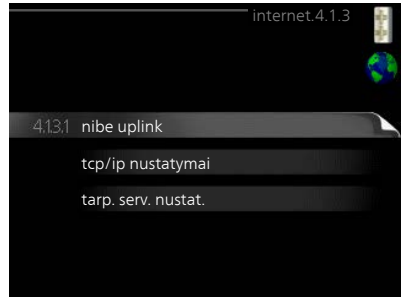 internet.4.1.3
4.1.3.1 nibe uplink
tcp/ip nustatymai
tarp. serv. nustat.